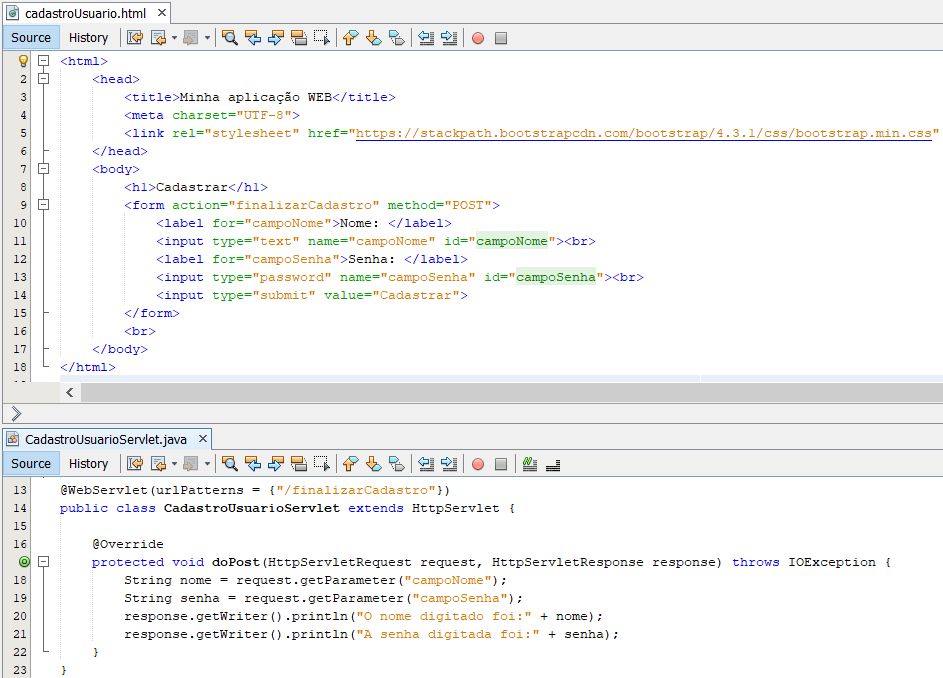 cadastroUsuario.html
Source History
<html>
2 <head>
3 <title>Minha aplicação WEB</title>
4 <meta charset="UTF-8">
5 <link rel="stylesheet" href="https://stackpath.bootstrapcdn.com/bootstrap/4.3.1/css/bootstrap.min.css"
6 </head>
7 <body>
8 <h1>Cadastrar</h1>
9 <form action="finalizarCadastro" method="POST">
10 <label for="campoNome">Nome: </label>
11 <input type="text" name="campoNome" id="campoNome"><br>
12 <label for="campoSenha">Senha: </label>
13 <input type="password" name="campoSenha" id="campoSenha"><br>
14 <input type="submit" value="Cadastrar">
15 </form>
16 <br>
17 </body>
18 </html>
CadastroUsuarioServlet.java
Source History
13 @WebServlet(urlPatterns = {"/finalizarCadastro"})
14 public class CadastroUsuarioServlet extends HttpServlet {
15
16 @Override
protected void doPost(HttpServletRequest request, HttpServletResponse response) throws IOException {
18 String nome = request.getParameter("campoNome");
19 String senha = request.getParameter("campoSenha");
20 response.getWriter().println("O nome digitado foi:" + nome);
21 response.getWriter().println("A senha digitada foi:" + senha);
22 }
23 }